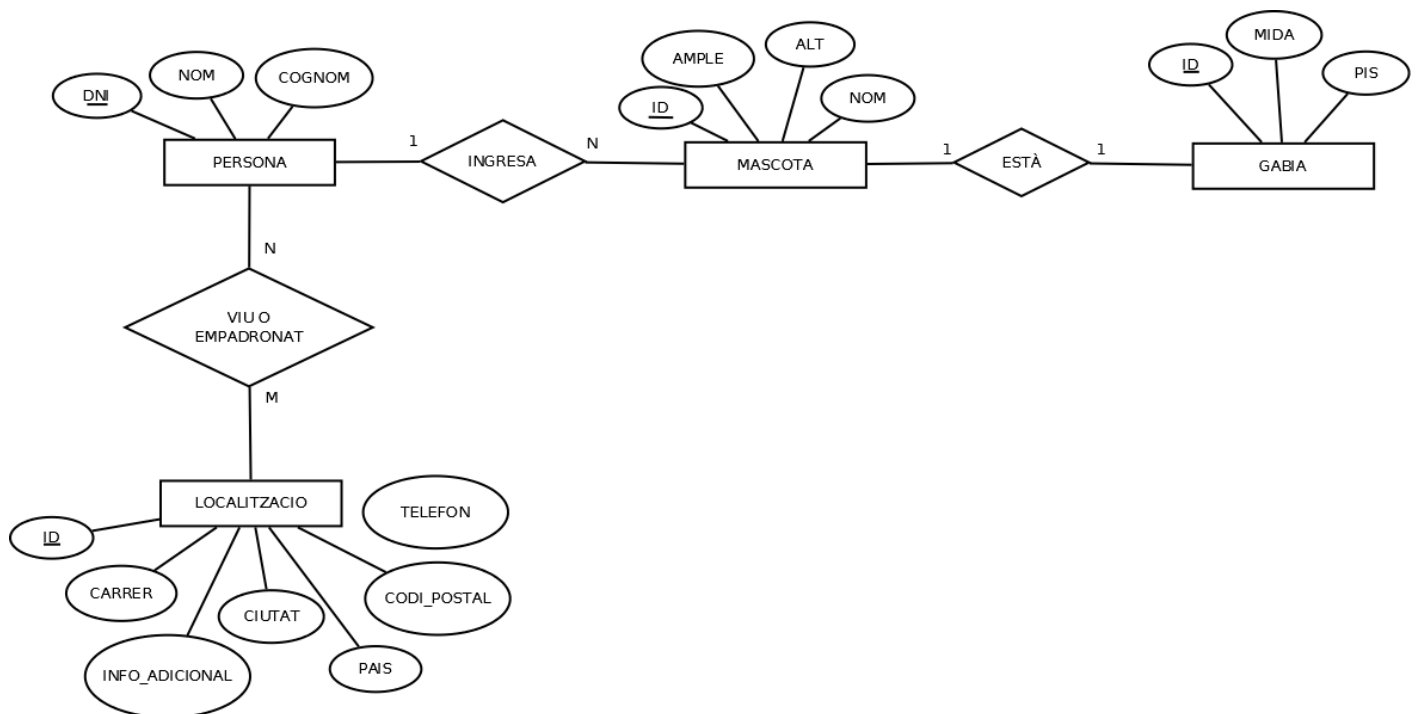 DNI
NOM
COGNOM
PERSONA
1
INGRESA
N
ID
AMPLE
ALT
NOM
MASCOTA
1
ESTÀ
1
ID
MIDA
PIS
GABIA
N
VIU O
EMPADRONAT
M
LOCALITZACIO
TELEFON
ID
CARRER
CIUTAT
CODI_POSTAL
INFO_ADICIONAL
PAIS